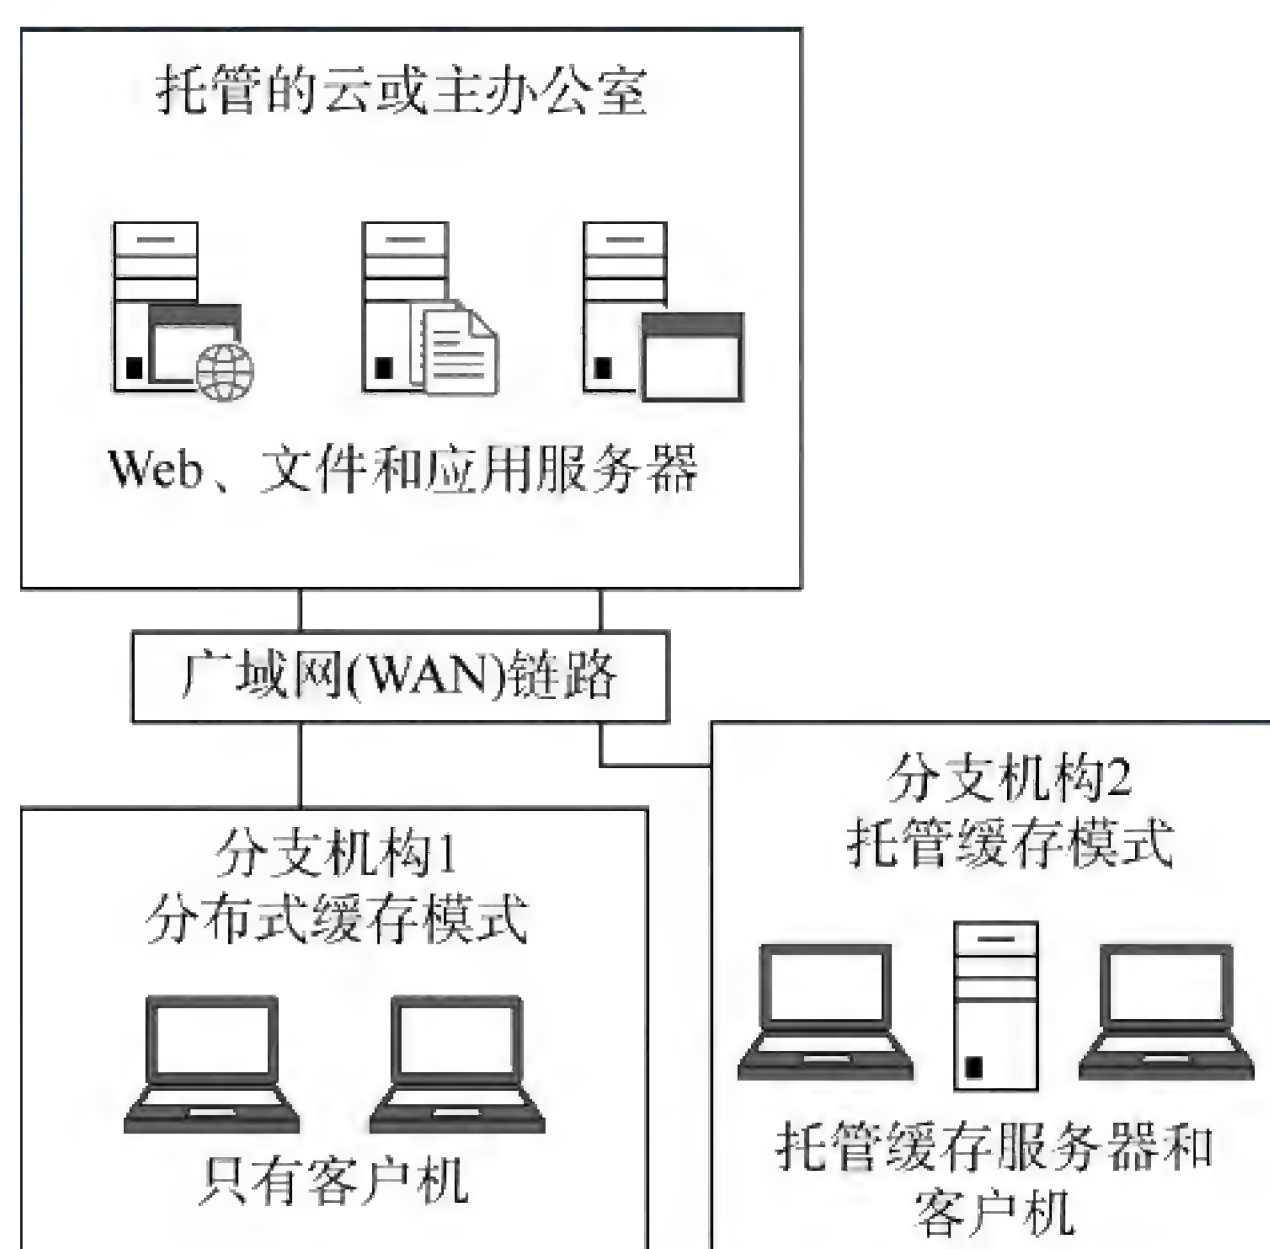 托管的云或主办公室
Web、文件和应用服务器
广域网(WAN)链路
分支机构1
分布式缓存模式
只有客户机
分支机构2
托管缓存模式
托管缓存服务器和
客户机